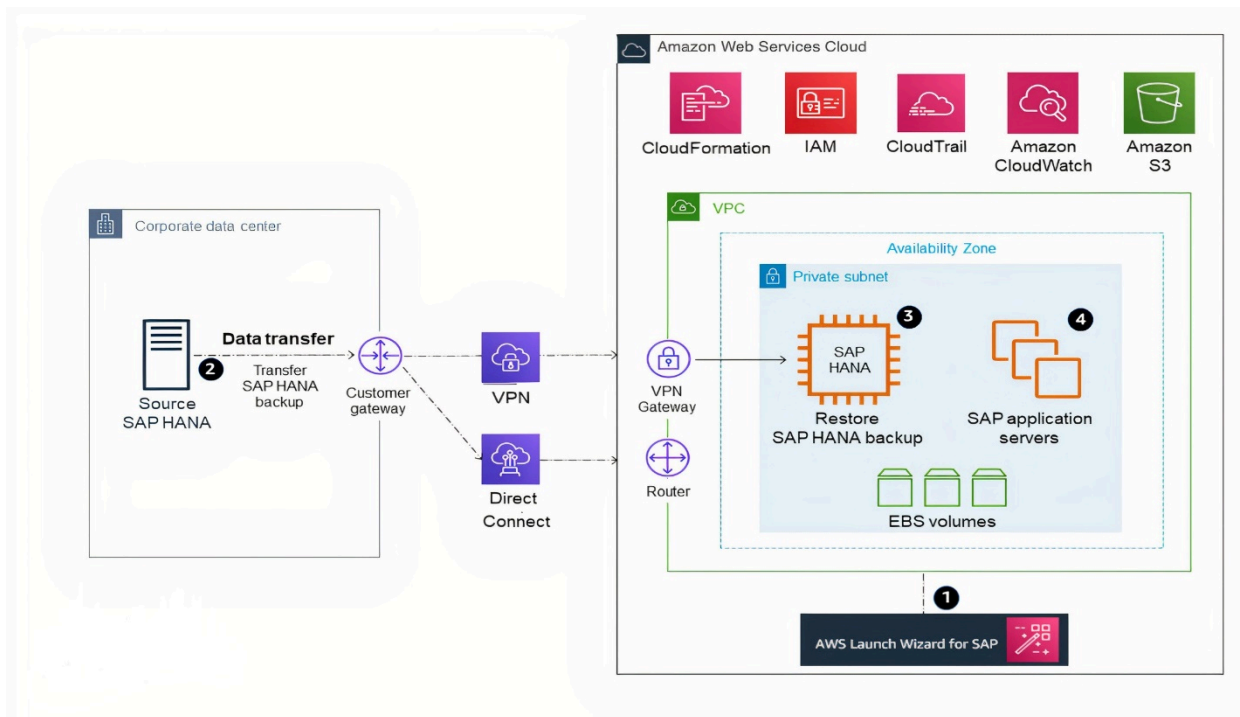 Amazon Web Services Cloud
CloudFormation
IAM
CloudTrail
Amazon
CloudWatch
Amazon
S3
Corporate data center
Data transfer
2
Transfer
SAP HANA
backup
Source
SAP HANA
Customer
gateway
VPN
Direct
Connect
VPC
Availability Zone
Private subnet
VPN
Gateway
Router
SAP
HANA
3
Restore
SAP HANA backup
4
SAP application
servers
EBS volumes
1
AWS Launch Wizard for SAP